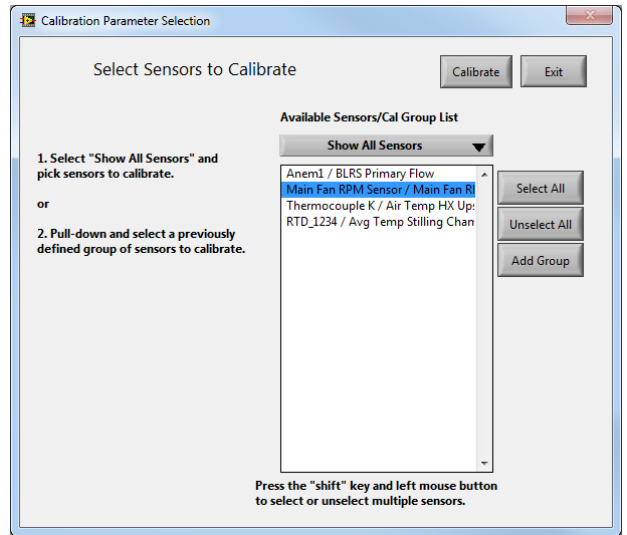 Calibration Parameter Selection
Select Sensors to Calibrate
Calibrate
Exit
Available Sensors/Cal Group List
Show All Sensors
1. Select "Show All Sensors" and
pick sensors to calibrate.
or
2. Pull-down and select a previously
defined group of sensors to calibrate.
Anem1 / BLRS Primary Flow
Main Fan RPM Sensor / Main Fan
Thermocouple K / Air Temp HX
RTD_1234 / Avg Temp Stilling
Select All
Unselect All
Add Group
Press the "shift" key and left mouse button
to select or unselect multiple sensors.